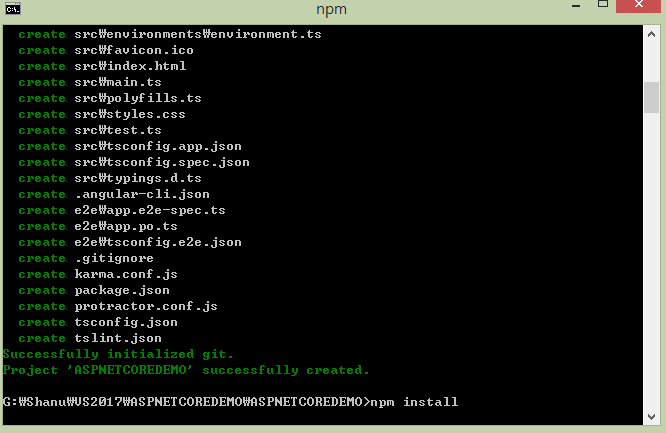 npm
create src₩environments₩environment.ts
create src₩favicon.ico
create src₩index.html
create src₩main.ts
create src₩polyfills.ts
create src₩styles.css
create src₩test.ts
create src₩tsconfig.app.json
create src₩tsconfig.spec.json
create src₩typings.d.ts
create .angular-cli.json
create e2e₩app.e2e-spec.ts
create e2e₩app.po.ts
create e2e₩tsconfig.e2e.json
create .gitignore
create karma.conf.js
create package.json
create protractor.conf.js
create tsconfig.json
create tslint.json
Successfully initialized git.
Project 'ASPNETCOREDEMO' successfully created.
G:₩Shanu₩VS2017₩ASPNETCOREDEMO₩ASPNETCOREDEMO>npm install